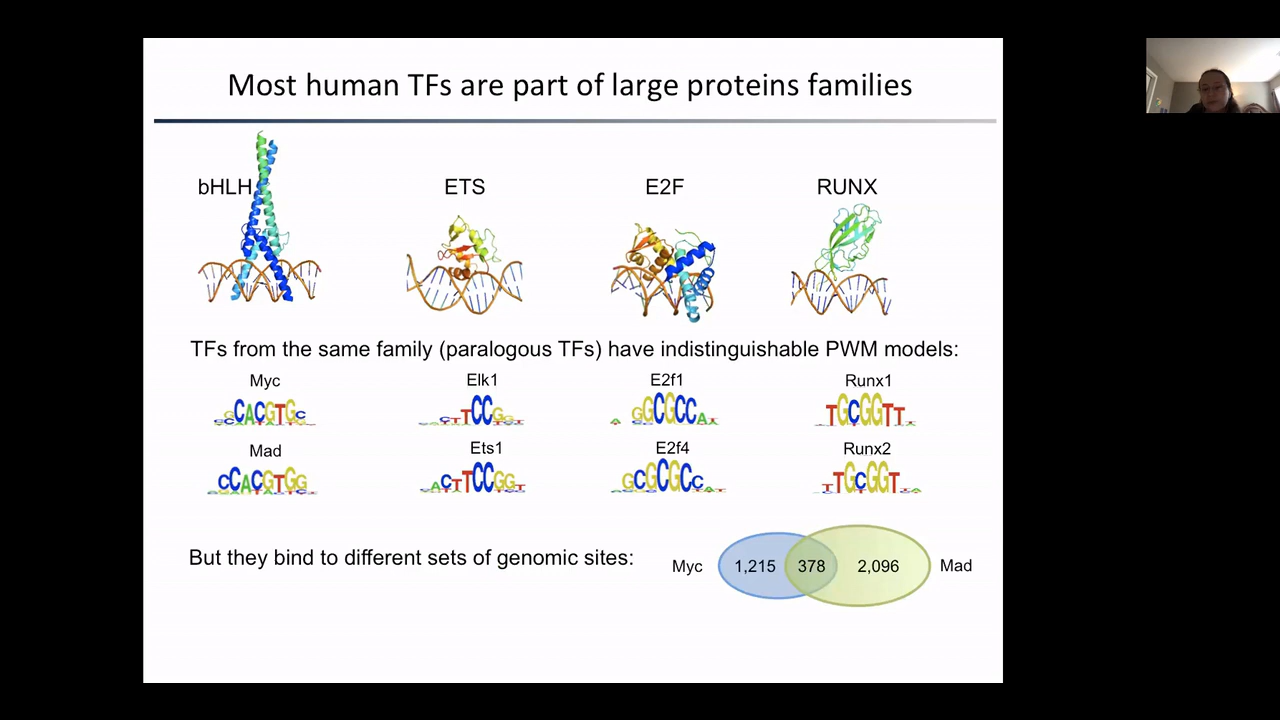 Most human TFs are part of large proteins families
bHLH
ETS
E2F
RUNX
TFs from the same family (paralogous TFs) have indistinguishable PWM models:
Myc
Elk1
E2f1
Runx1
Mad
Ets1
E2f4
Runx2
But they bind to different sets of genomic sites:
Myc
1,215
378
2,096
Mad